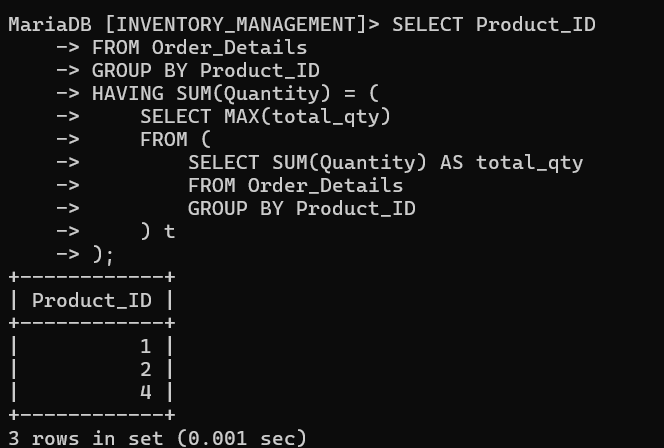 MariaDB [INVENTORY_MANAGEMENT]> SELECT Product_ID
    -> FROM Order_Details
    -> GROUP BY Product_ID
    -> HAVING SUM(Quantity) = (
    ->     SELECT MAX(total_qty)
    ->     FROM (
    ->         SELECT SUM(Quantity) AS total_qty
    ->         FROM Order_Details
    ->         GROUP BY Product_ID
    ->     ) t
    -> );
+------------+
| Product_ID |
+------------+
|          1 |
|          2 |
|          4 |
+------------+
3 rows in set (0.001 sec)